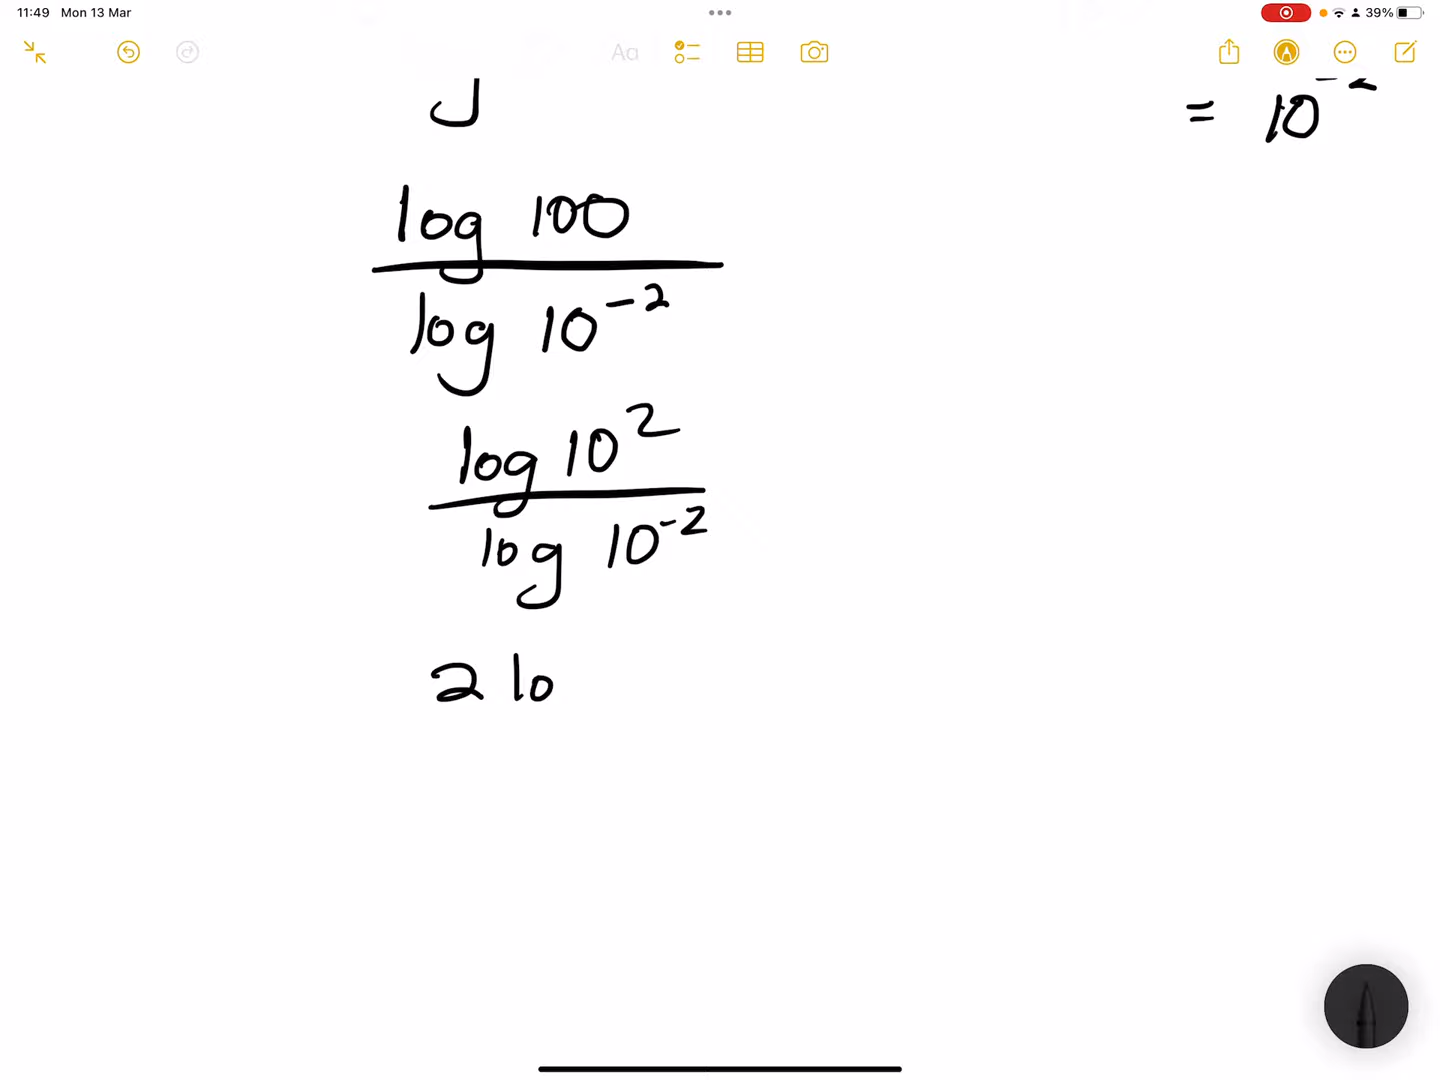 11:49 Mon 13 Mar
39%
Aa
= 10⁻²
log 100
log 10⁻²
log 10²
log 10⁻²
2 lo